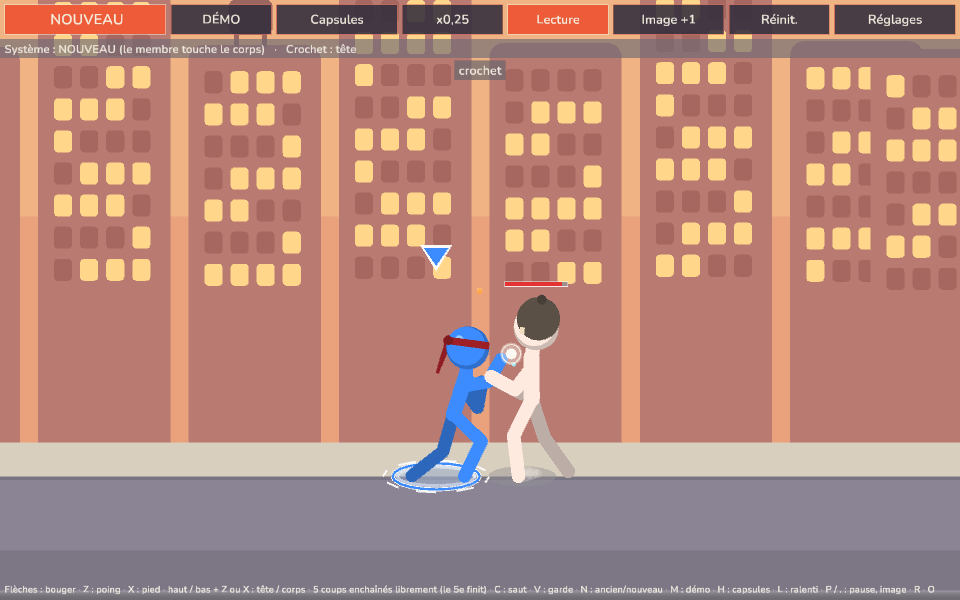 NOUVEAU DÉMO Capsules x0,25 Lecture Image +1 Réinit. Réglages
Système : NOUVEAU (le membre touche le corps) · Crochet : tête
crochet
Flèches : bouger · Z : poing · X : pied · haut / bas + Z ou X : tête / corps · 5 coups enchaînés librement (le 5e finit) · C : saut · V : garde · N : ancien/nouveau · M : démo · H : capsules · L : ralenti · P / . : pause, image · R · O